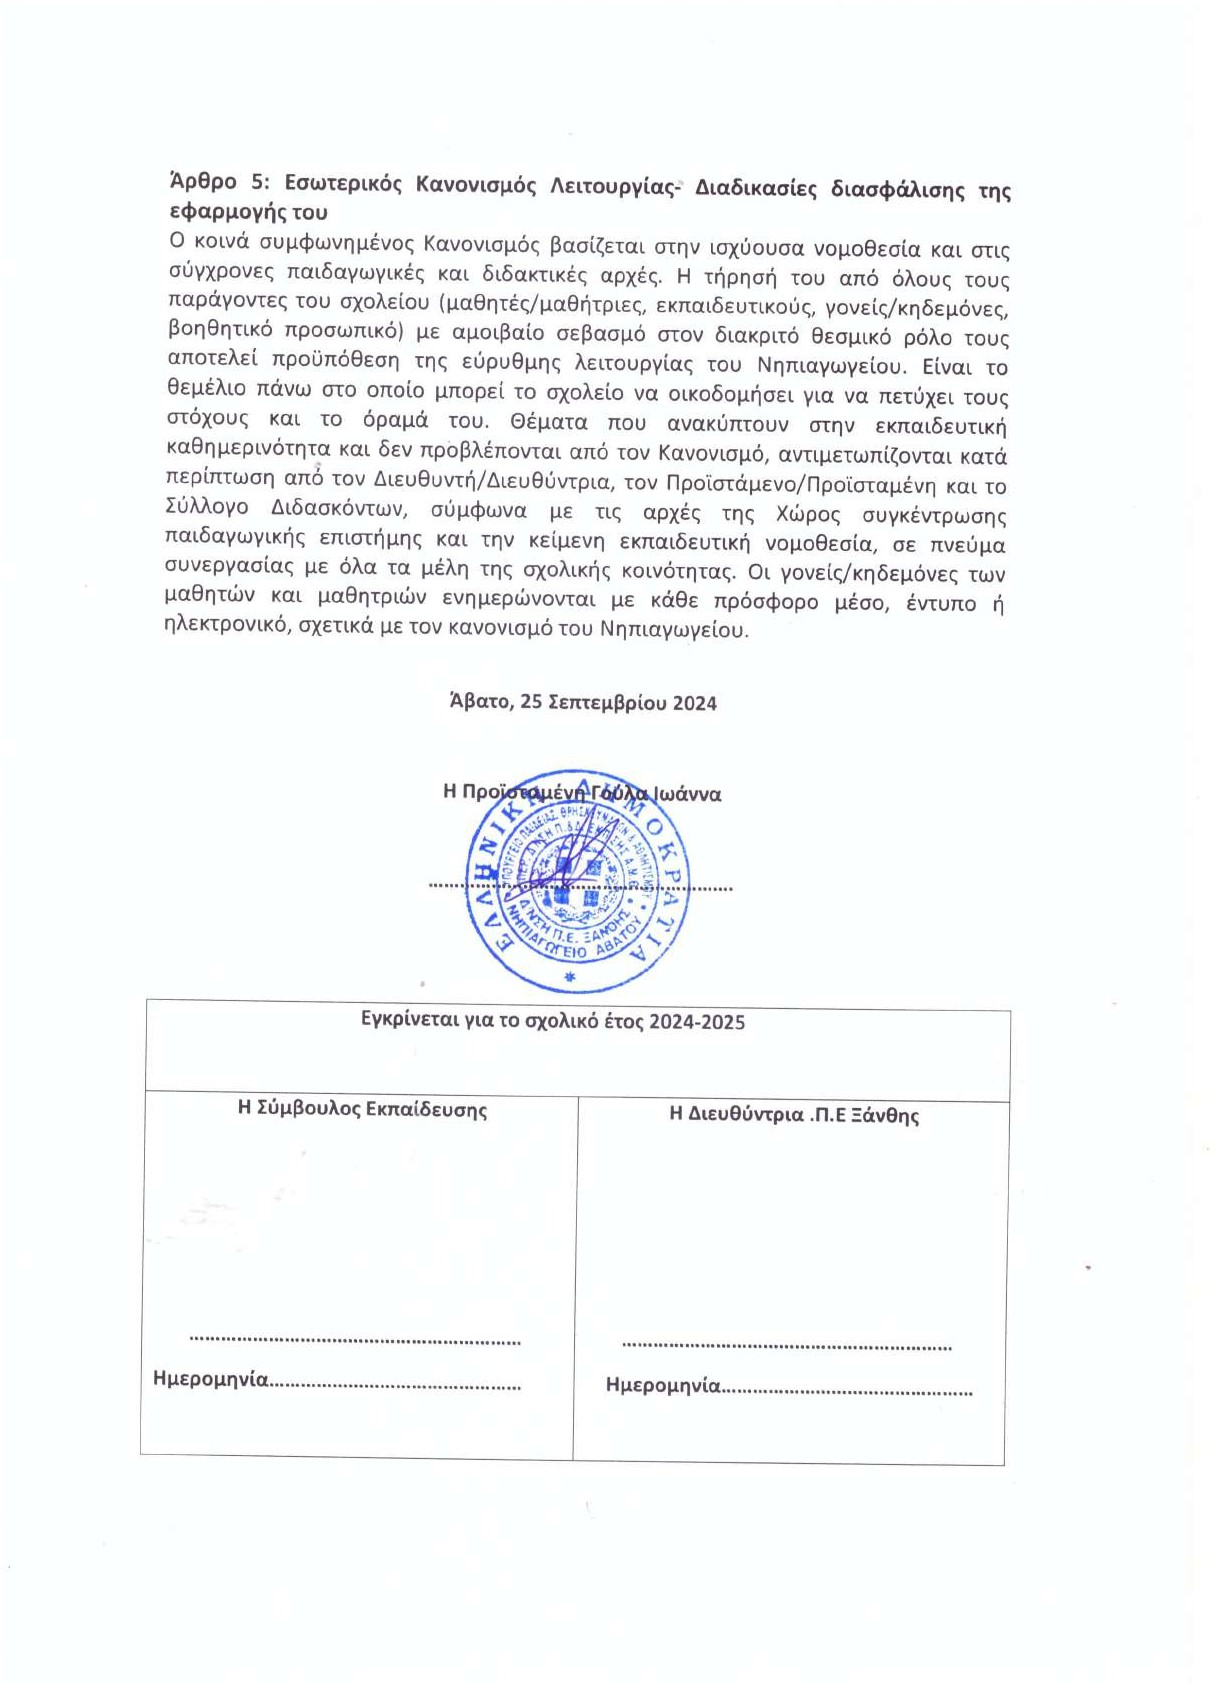 Άρθρο 5: Εσωτερικός Κανονισμός Λειτουργίας- Διαδικασίες διασφάλισης της
εφαρμογής του
Ο κοινά συμφωνημένος Κανονισμός βασίζεται στην ισχύουσα νομοθεσία και στις
σύγχρονες παιδαγωγικές και διδακτικές αρχές. Η τήρησή του από όλους τους
παράγοντες του σχολείου (μαθητές/μαθήτριες, εκπαιδευτικούς, γονείς/κηδεμόνες,
βοηθητικό προσωπικό) με αμοιβαίο σεβασμό στον διακριτό θεσμικό ρόλο τους
αποτελεί προϋπόθεση της εύρυθμης λειτουργίας του Νηπιαγωγείου. Είναι το
θεμέλιο πάνω στο οποίο μπορεί το σχολείο να οικοδομήσει για να πετύχει τους
στόχους και το όραμά του. Θέματα που ανακύπτουν στην εκπαιδευτική
καθημερινότητα και δεν προβλέπονται από τον Κανονισμό, αντιμετωπίζονται κατά
περίπτωση από τον Διευθυντή/Διευθύντρια, τον Προϊστάμενο/Προϊσταμένη και το
Σύλλογο Διδασκόντων, σύμφωνα με τις αρχές της Χώρος συγκέντρωσης
παιδαγωγικής επιστήμης και την κείμενη εκπαιδευτική νομοθεσία, σε πνεύμα
συνεργασίας με όλα τα μέλη της σχολικής κοινότητας. Οι γονείς/κηδεμόνες των
μαθητών και μαθητριών ενημερώνονται με κάθε πρόσφορο μέσο, έντυπο ή
ηλεκτρονικό, σχετικά με τον κανονισμό του Νηπιαγωγείου.
Άβατο, 25 Σεπτεμβρίου 2024
Η Προϊσταμένη Γούλα Ιωάννα
ΕΛΛΗΝΙΚΗ ΔΗΜΟΚΡΑΤΙΑ
Δ/ΝΣΗ Π.Ε. ΞΑΝΘΗΣ
ΝΗΠΙΑΓΩΓΕΙΟ ΑΒΑΤΟΥ
Εγκρίνεται για το σχολικό έτος 2024-2025
Η Σύμβουλος Εκπαίδευσης
Η Διευθύντρια .Π.Ε Ξάνθης
Ημερομηνία................................................
Ημερομηνία................................................